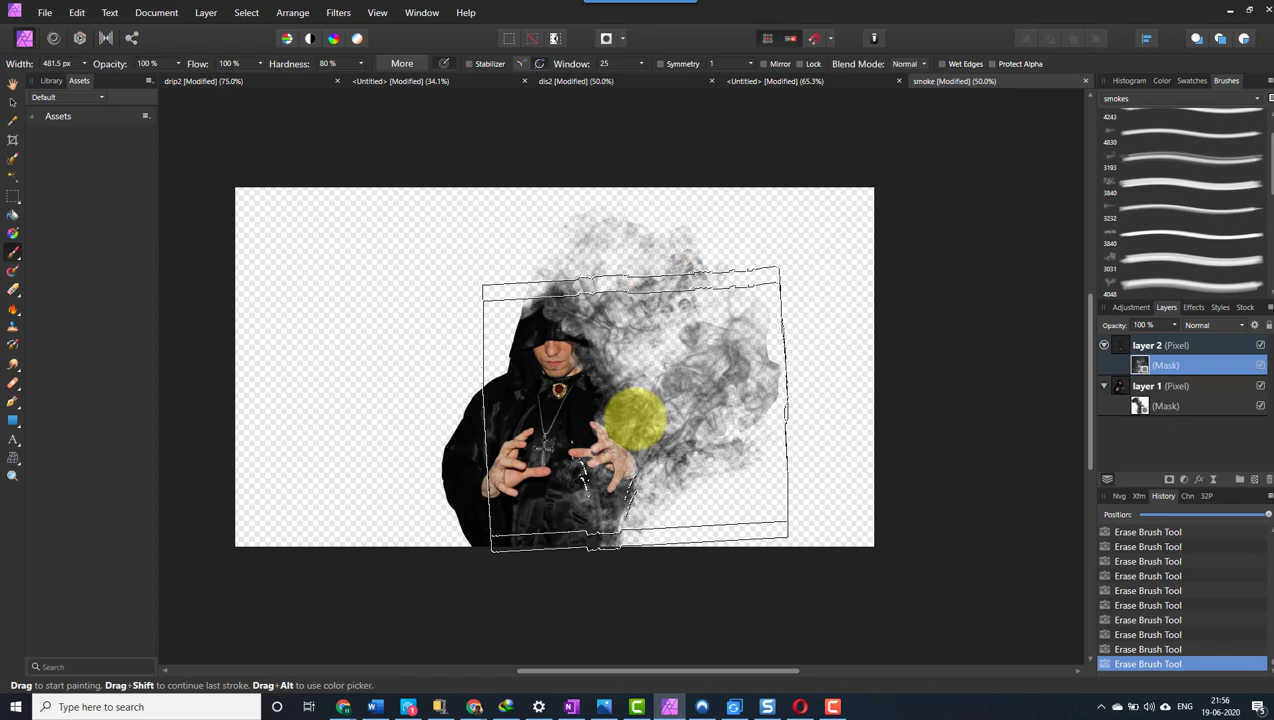 File Edit Text Document Layer Select Arrange Filters View Window Help
Width: 481.5 px Opacity: 100 % Flow: 100 % Hardness: 80 % More Stabilizer Window: 25 Symmetry 1 Mirror Lock Blend Mode: Normal Wet Edges Protect Alpha
Library Assets drip2 [Modified] (75.0%) <Untitled> [Modified] (34.1%) dis2 [Modified] (50.0%) <Untitled> [Modified] (65.3%) smoke [Modified] (50.0%) Histogram Color Swatches Brushes
Default smokes
Assets
4243
4830
3193
3840
3232
3840
3031
4048
Adjustment Layers Effects Styles Stock
Opacity: 100 % Normal
layer 2 (Pixel)
(Mask)
layer 1 (Pixel)
(Mask)
Nvg Xfm History Chn 32P
Position:
Erase Brush Tool
Erase Brush Tool
Erase Brush Tool
Erase Brush Tool
Erase Brush Tool
Erase Brush Tool
Erase Brush Tool
Erase Brush Tool
Erase Brush Tool
Erase Brush Tool
Search
Drag to start painting. Drag+Shift to continue last stroke. Drag+Alt to use color picker.
Type here to search
ENG
21:56
19-06-2020